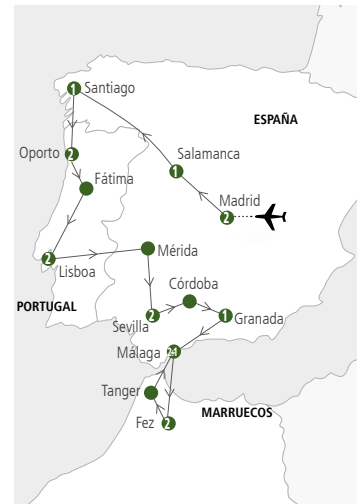 1 Santiago
ESPAÑA
Oporto 2
Salamanca
1
Fátima
Madrid
2
2 Lisboa
Mérida
Córdoba
PORTUGAL
Sevilla 2
1 Granada
Málaga 2-1
Tanger
MARRUECOS
Fez 2